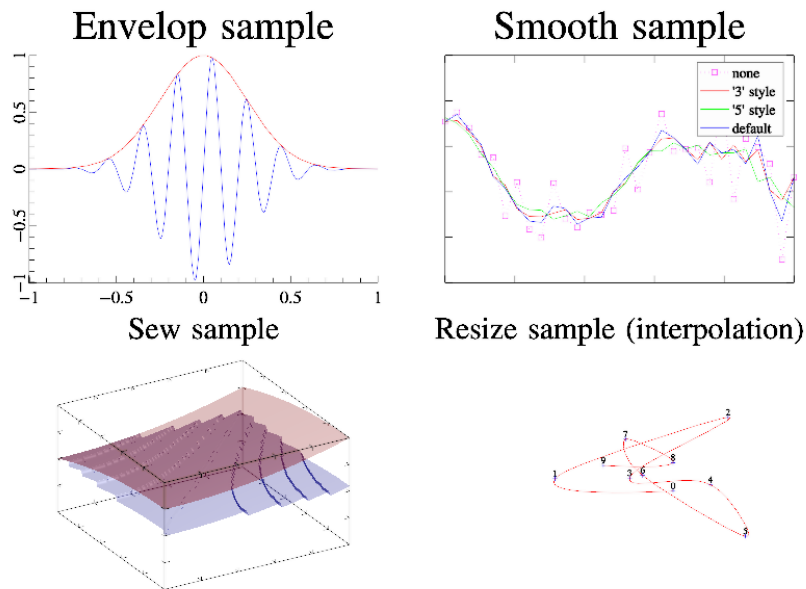 Envelop sample
Smooth sample
none
'3' style
'5' style
default
1
0.5
0
−0.5
−1
−1
−0.5
0
0.5
1
Sew sample
Resize sample (interpolation)
2
7
9
8
1
3
6
4
0
5